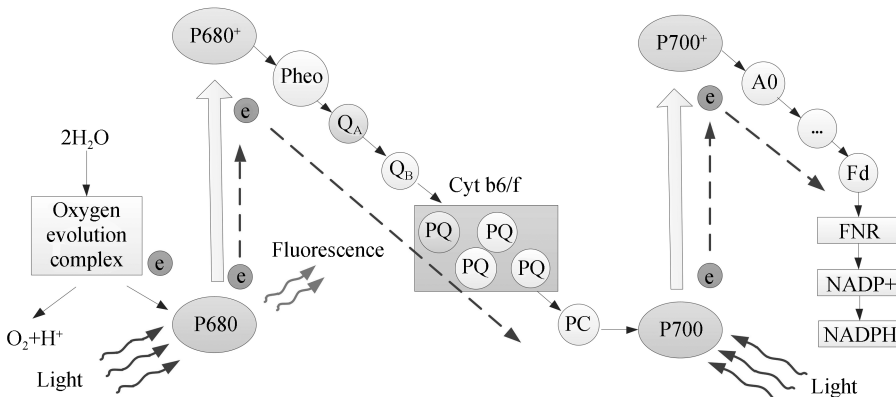 P680⁺
Pheo
Q_A
Q_B
Cyt b6/f
PQ
PQ
PQ
PQ
PC
P700⁺
A0
...
Fd
FNR
NADP+
NADPH
2H₂O
Oxygen
evolution
complex
e
e
e
e
e
Fluorescence
P680
P700
O₂+H⁺
Light
Light